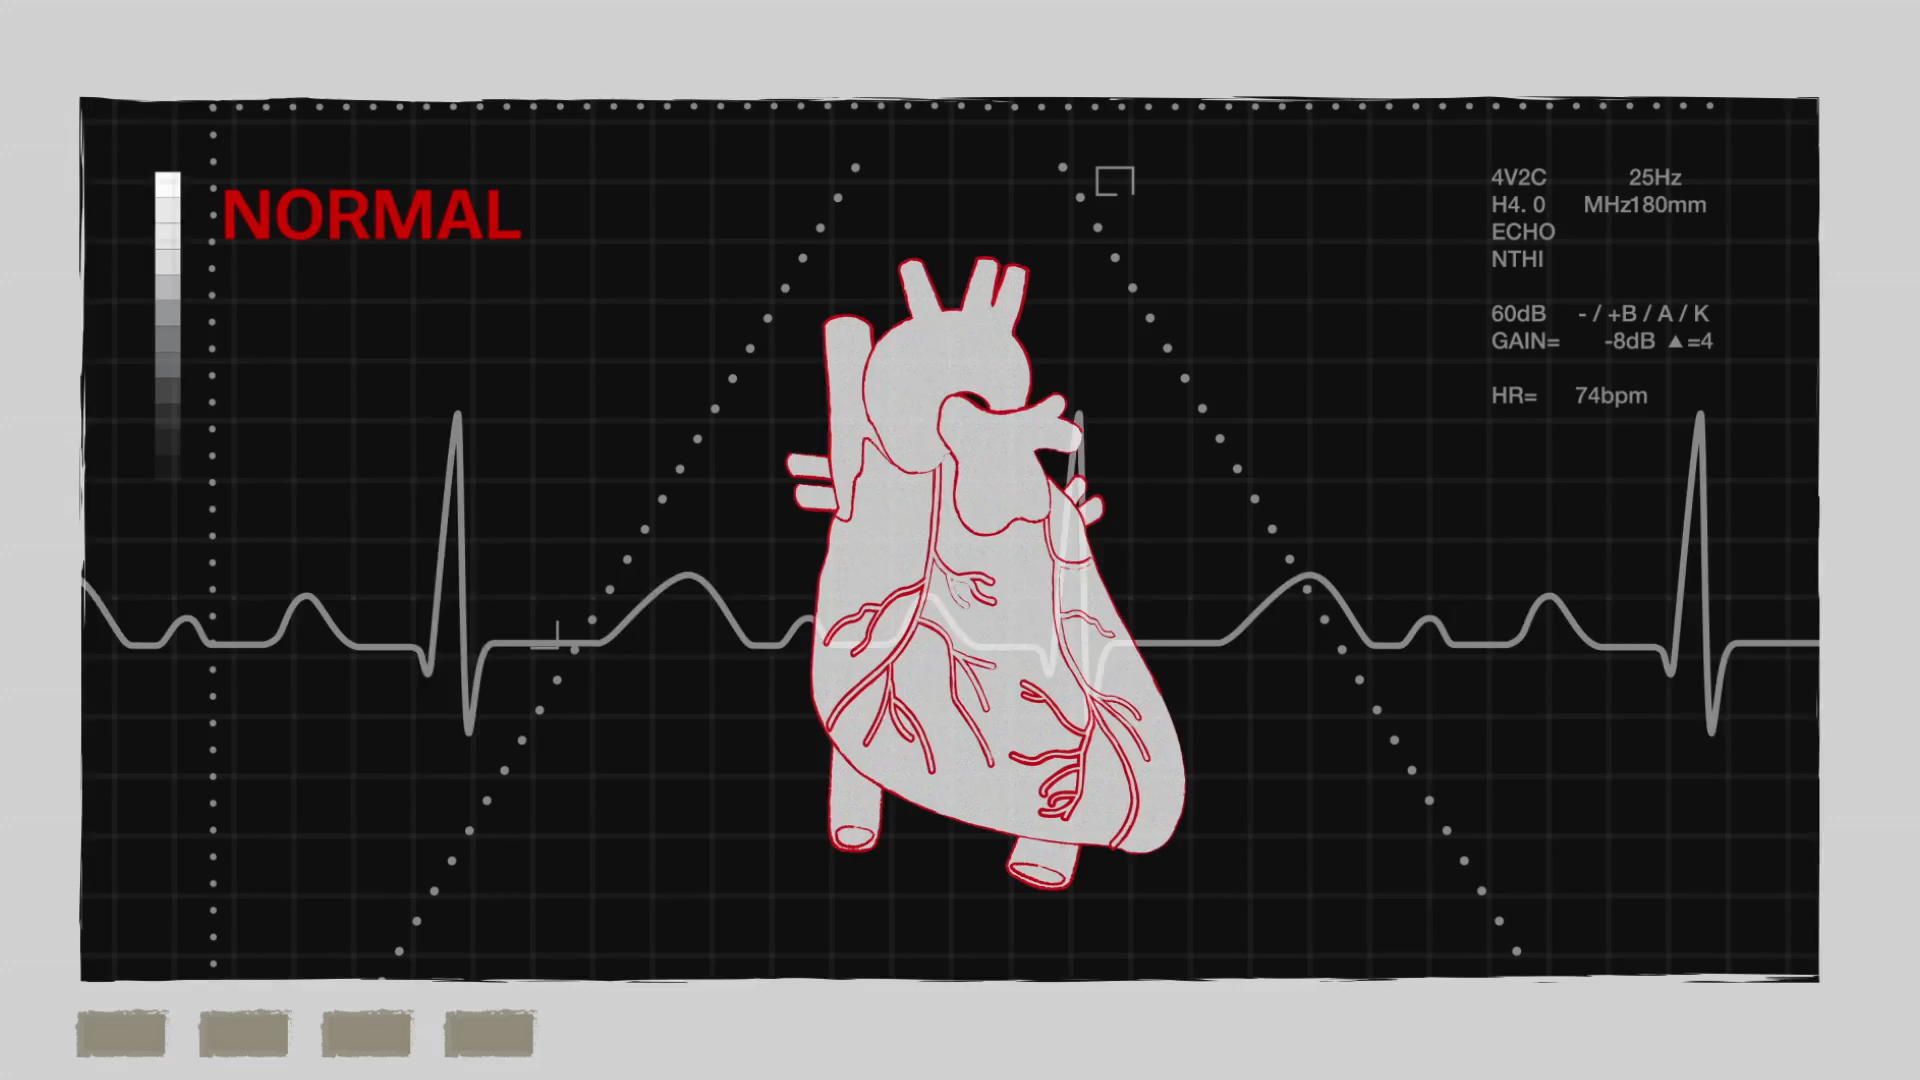 NORMAL
4V2C 25Hz
H4. 0 MHz180mm
ECHO
NTHI
60dB - / +B / A / K
GAIN= -8dB ▲=4
HR= 74bpm